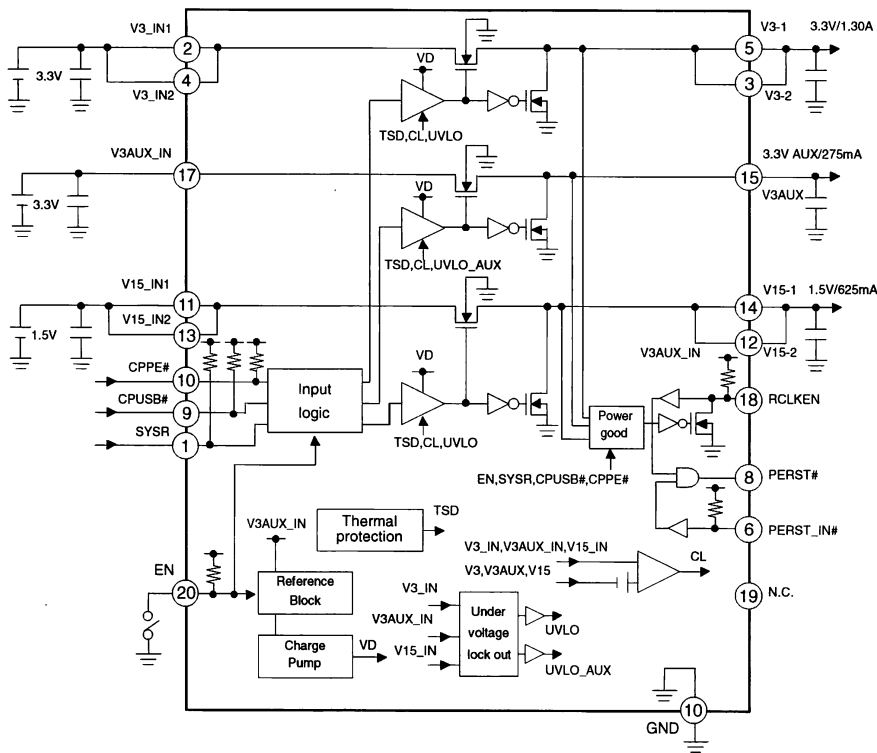 V3_IN1
2
VD
V3-1
5
3.3V/1.30A
3.3V
4
V3_IN2
3
V3-2
TSD,CL,UVLO
V3AUX_IN
17
VD
3.3V AUX/275mA
15
V3AUX
3.3V
TSD,CL,UVLO_AUX
V15_IN1
11
V15-1
1.5V/625mA
14
1.5V
V15_IN2
13
12
V15-2
VD
V3AUX_IN
CPPE#
10
Input
logic
CPUSB#
9
SYSR
1
TSD,CL,UVLO
Power
good
18
RCLKEN
EN,SYSR,CPUSB#,CPPE#
8
PERST#
6
PERST_IN#
V3AUX_IN
Thermal
protection
TSD
V3_IN,V3AUX_IN,V15_IN
V3,V3AUX,V15
CL
EN
20
Reference
Block
19
N.C.
V3_IN
V3AUX_IN
V15_IN
Under
voltage
lock out
UVLO
UVLO_AUX
Charge
Pump
VD
10
GND